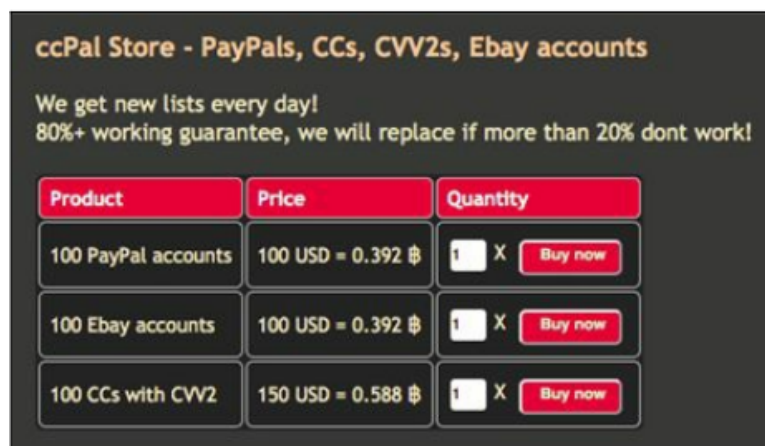 ccPal Store - PayPals, CCs, CVV2s, Ebay accounts
We get new lists every day!
80%+ working guarantee, we will replace if more than 20% dont work!
Product Price Quantity
100 PayPal accounts 100 USD = 0.392 ฿ 1 X Buy now
100 Ebay accounts 100 USD = 0.392 ฿ 1 X Buy now
100 CCs with CVV2 150 USD = 0.588 ฿ 1 X Buy now